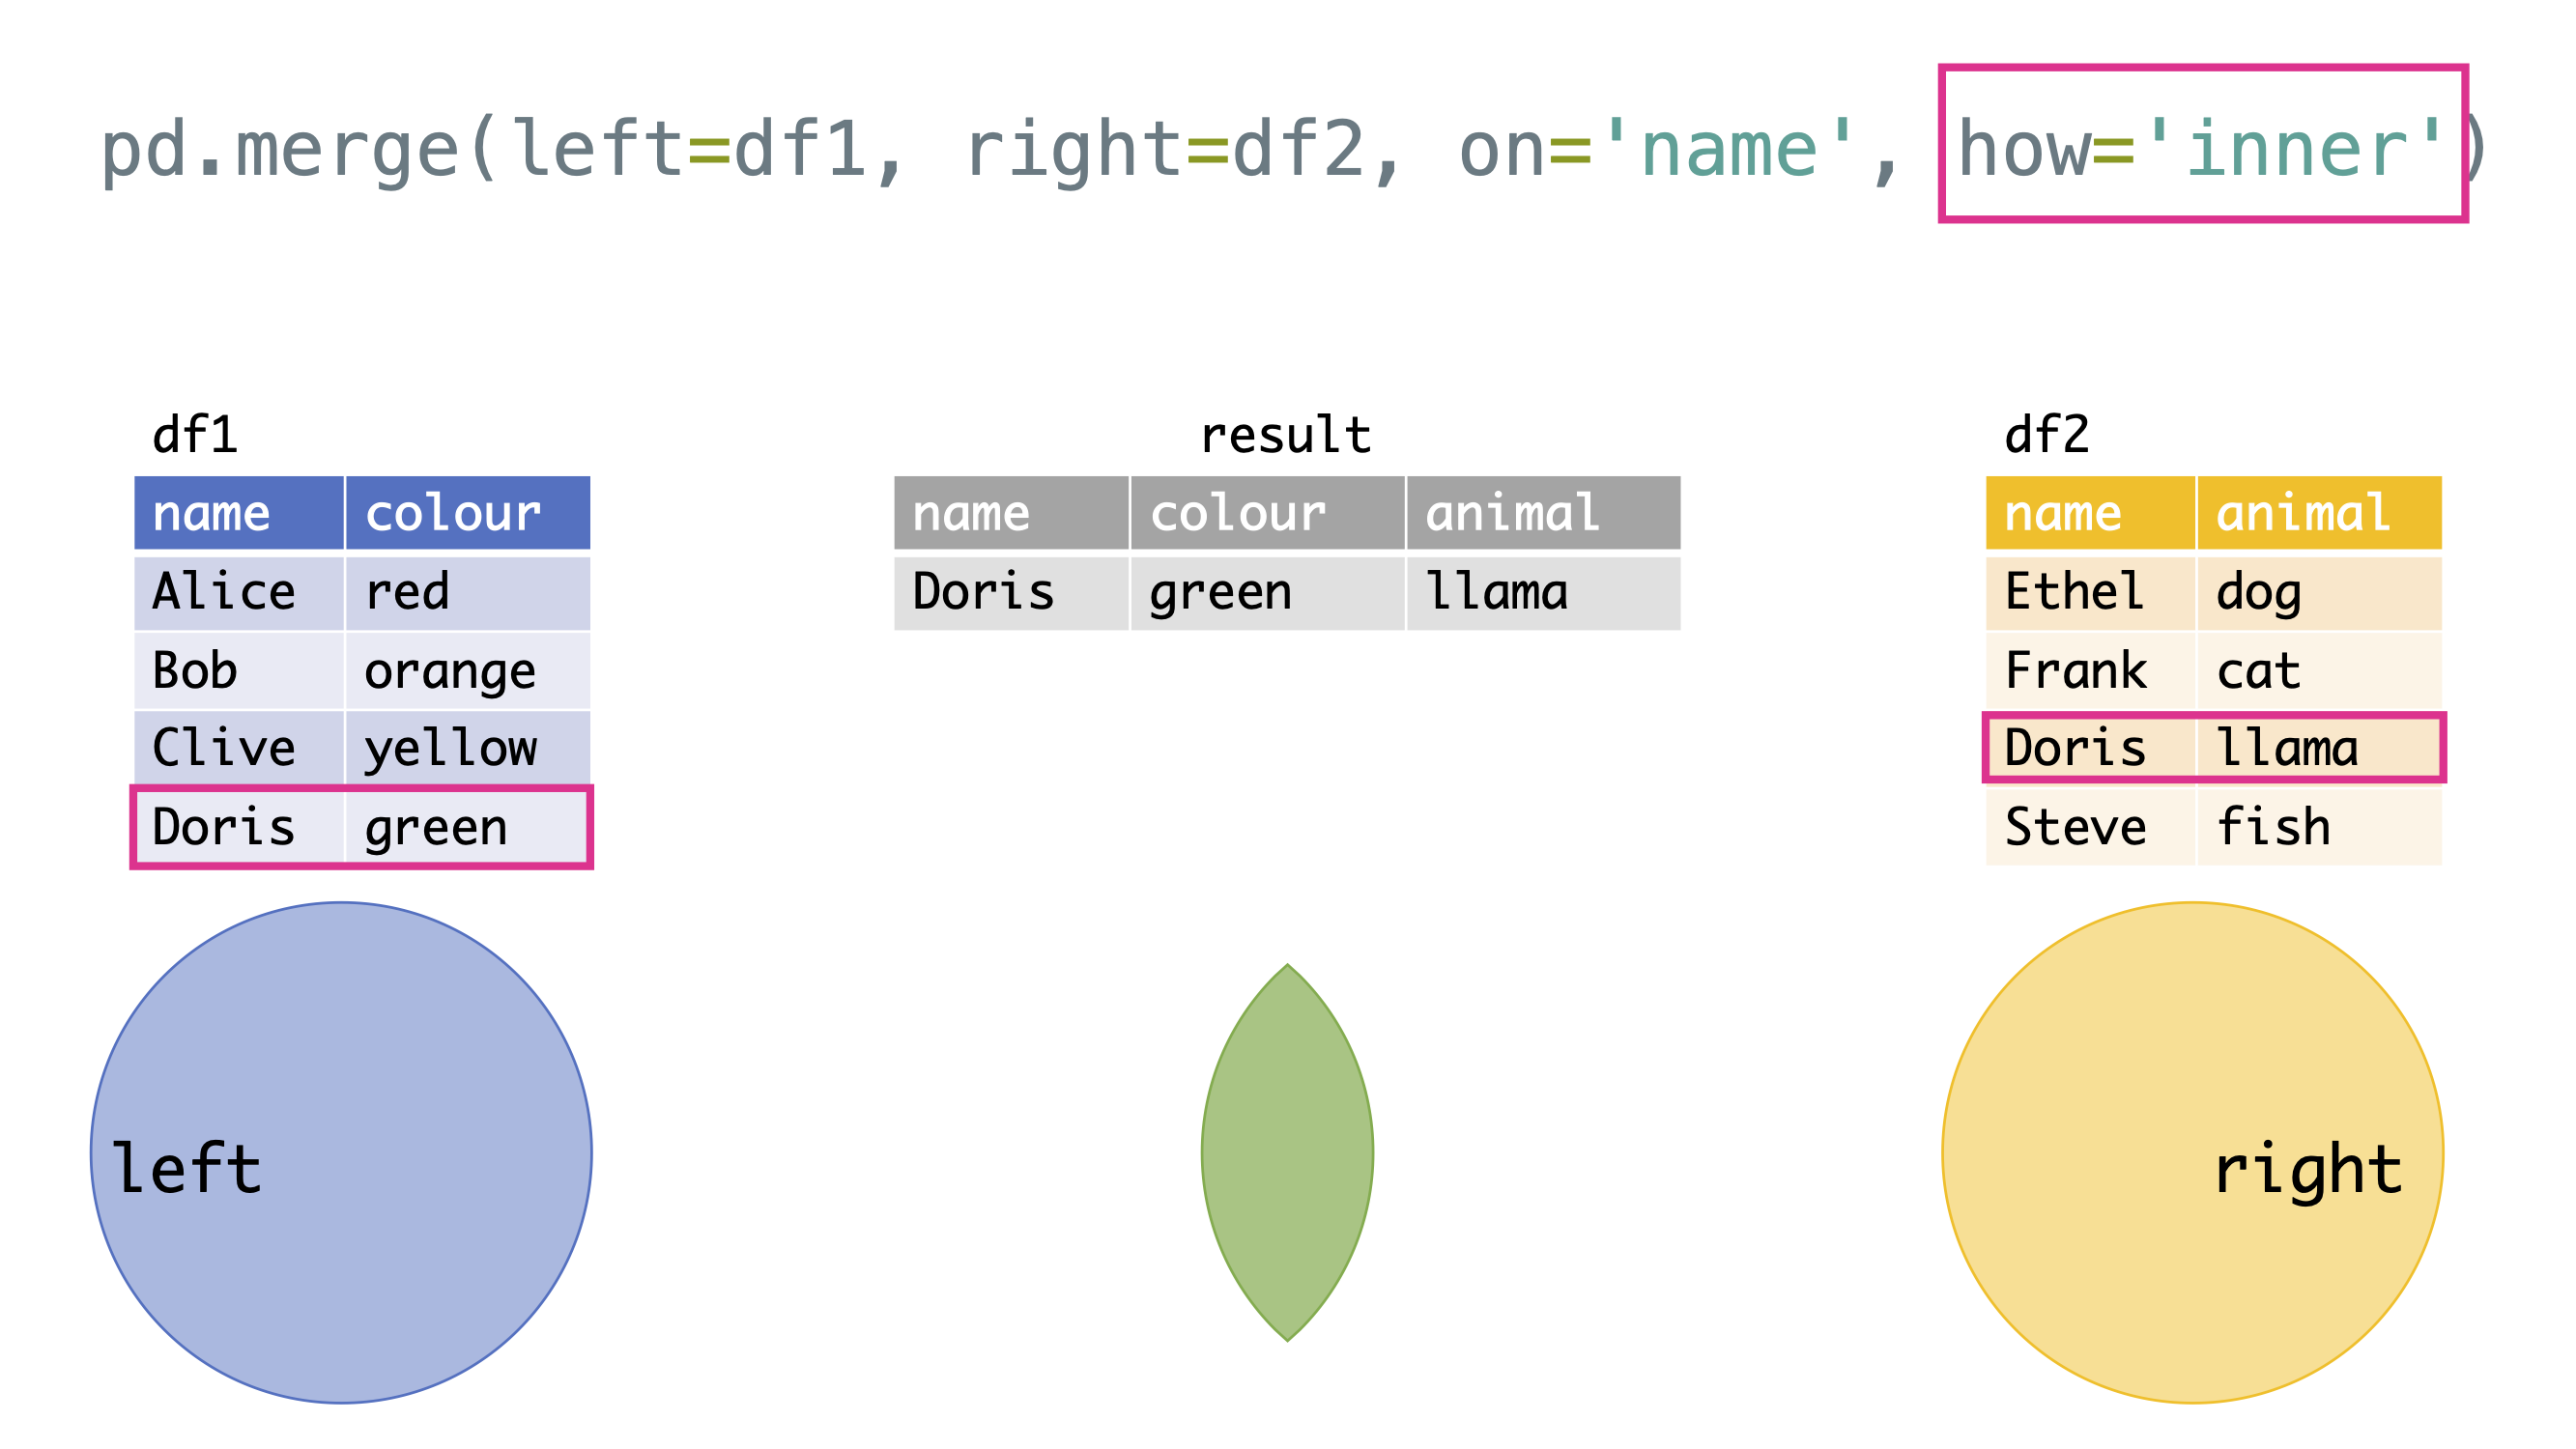 pd.merge(left=df1, right=df2, on='name', how='inner')
df1
name colour
Alice red
Bob orange
Clive yellow
Doris green
result
name colour animal
Doris green llama
df2
name animal
Ethel dog
Frank cat
Doris llama
Steve fish
left
right